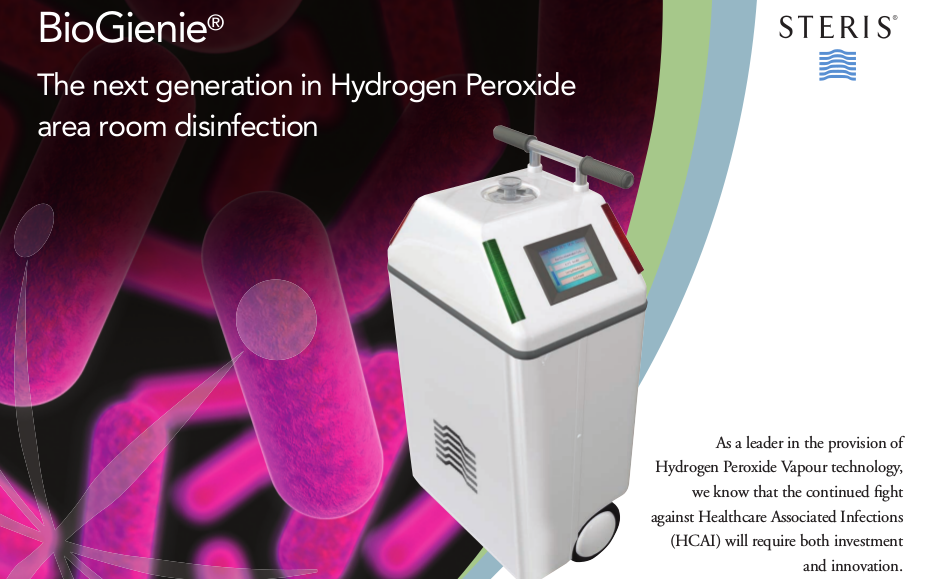 BioGienie®
The next generation in Hydrogen Peroxide
area room disinfection
STERIS®
As a leader in the provision of
Hydrogen Peroxide Vapour technology,
we know that the continued fight
against Healthcare Associated Infections
(HCAI) will require both investment
and innovation.